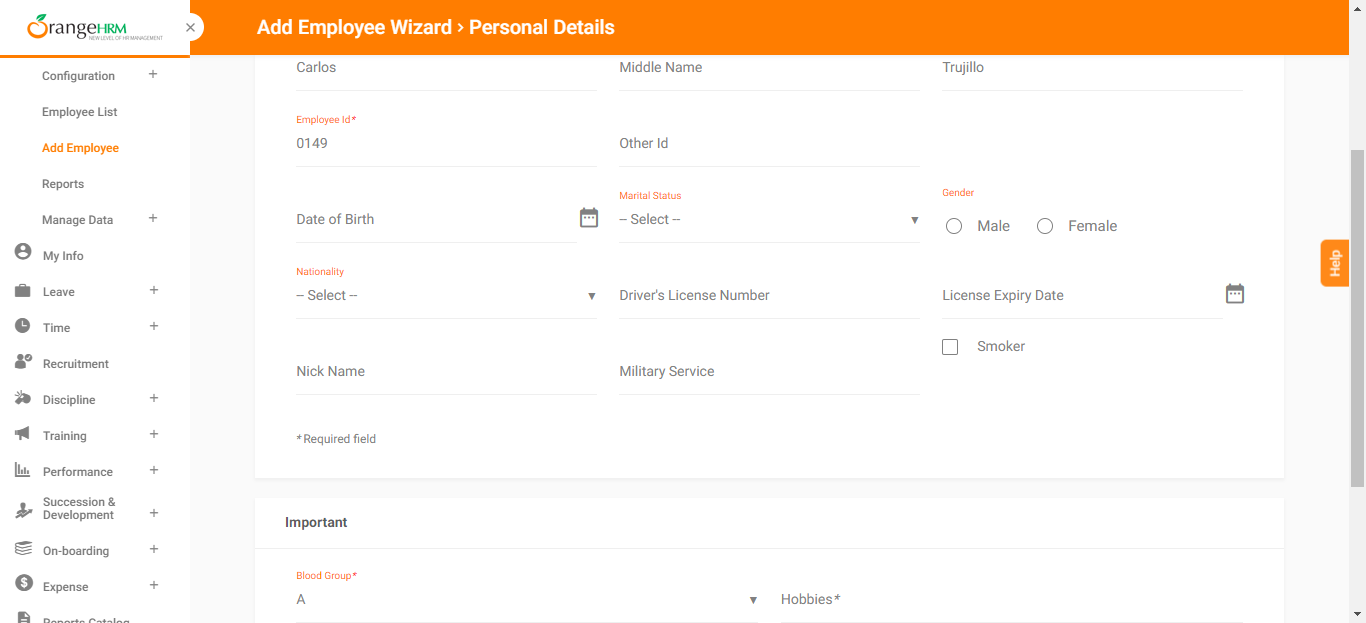 OrangeHRM
NEW LEVEL OF HR MANAGEMENT
Add Employee Wizard › Personal Details
Configuration +
Employee List
Add Employee
Reports
Manage Data +
My Info
Leave +
Time +
Recruitment
Discipline +
Training +
Performance +
Succession &
Development +
On-boarding +
Expense +
Reports Catalog
Carlos
Middle Name
Trujillo
Employee Id*
0149
Other Id
Date of Birth
Marital Status
-- Select --
Gender
Male
Female
Nationality
-- Select --
Driver's License Number
License Expiry Date
Smoker
Nick Name
Military Service
* Required field
Important
Blood Group*
A
Hobbies*
Help